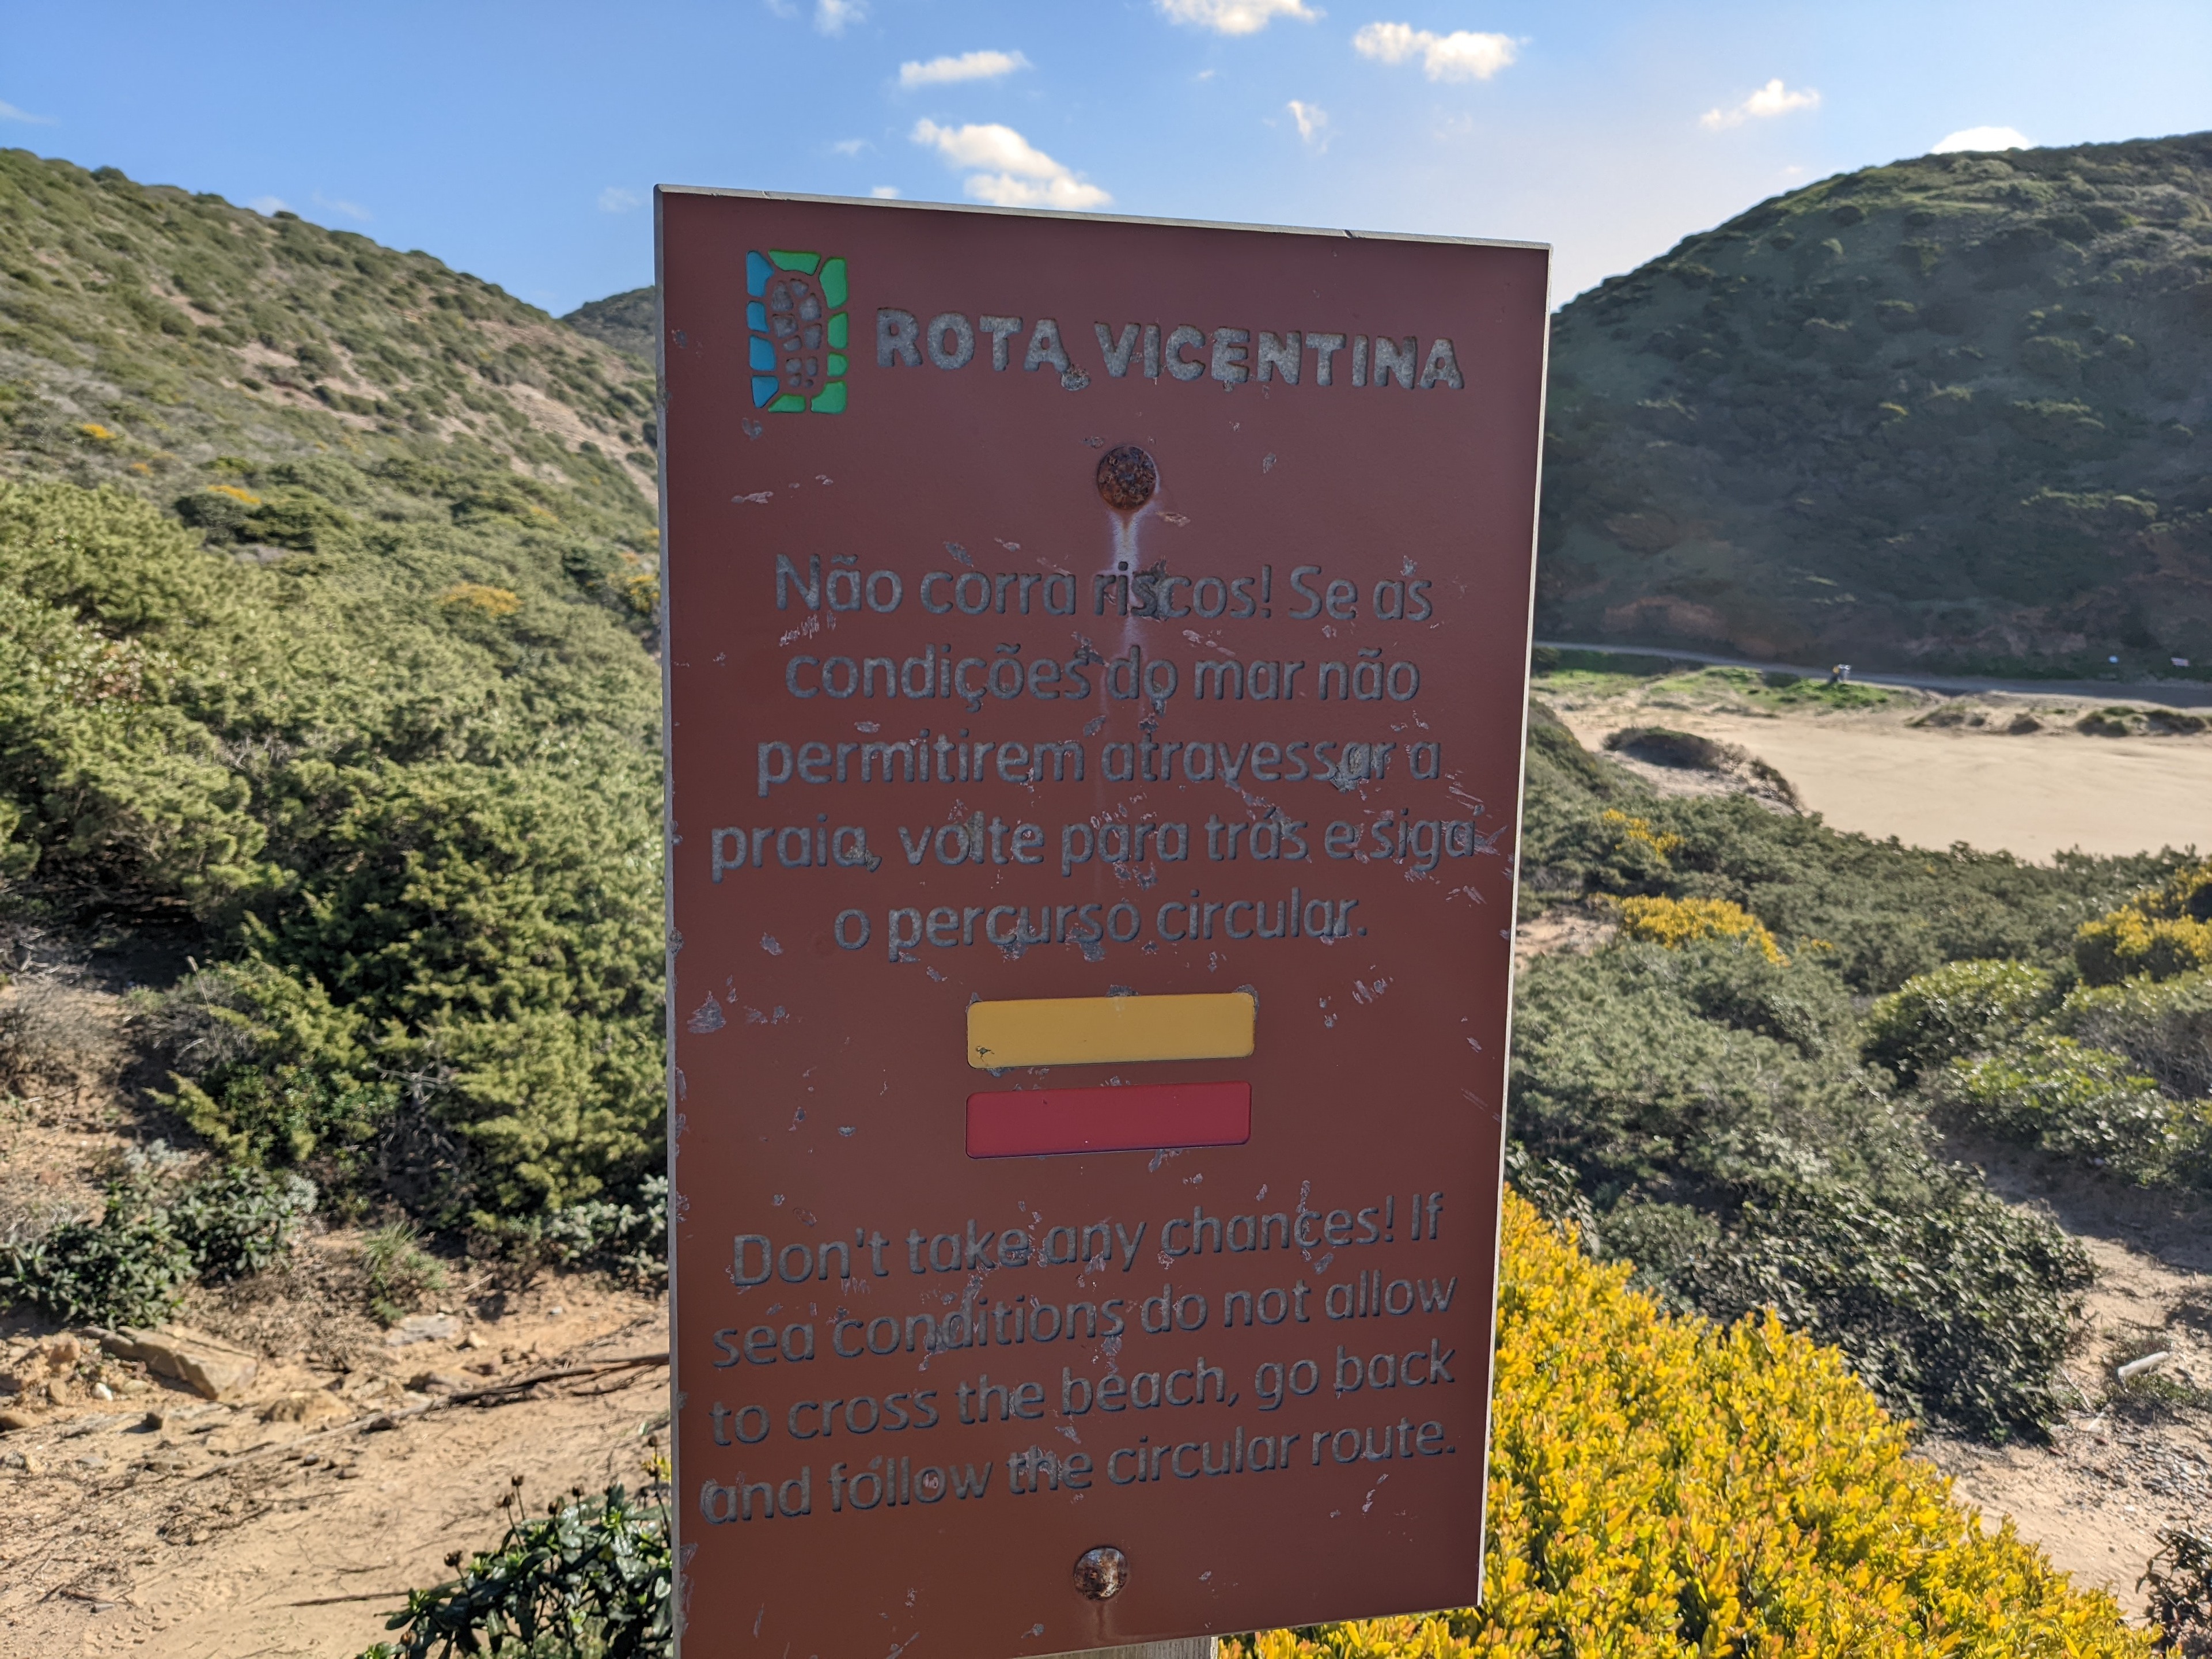 ROTA VICENTINA
Não corra riscos! Se as
condições do mar não
permitirem atravessar a
praia, volte para trás e siga
o percurso circular.
Don't take any chances! If
sea conditions do not allow
to cross the beach, go back
and follow the circular route.